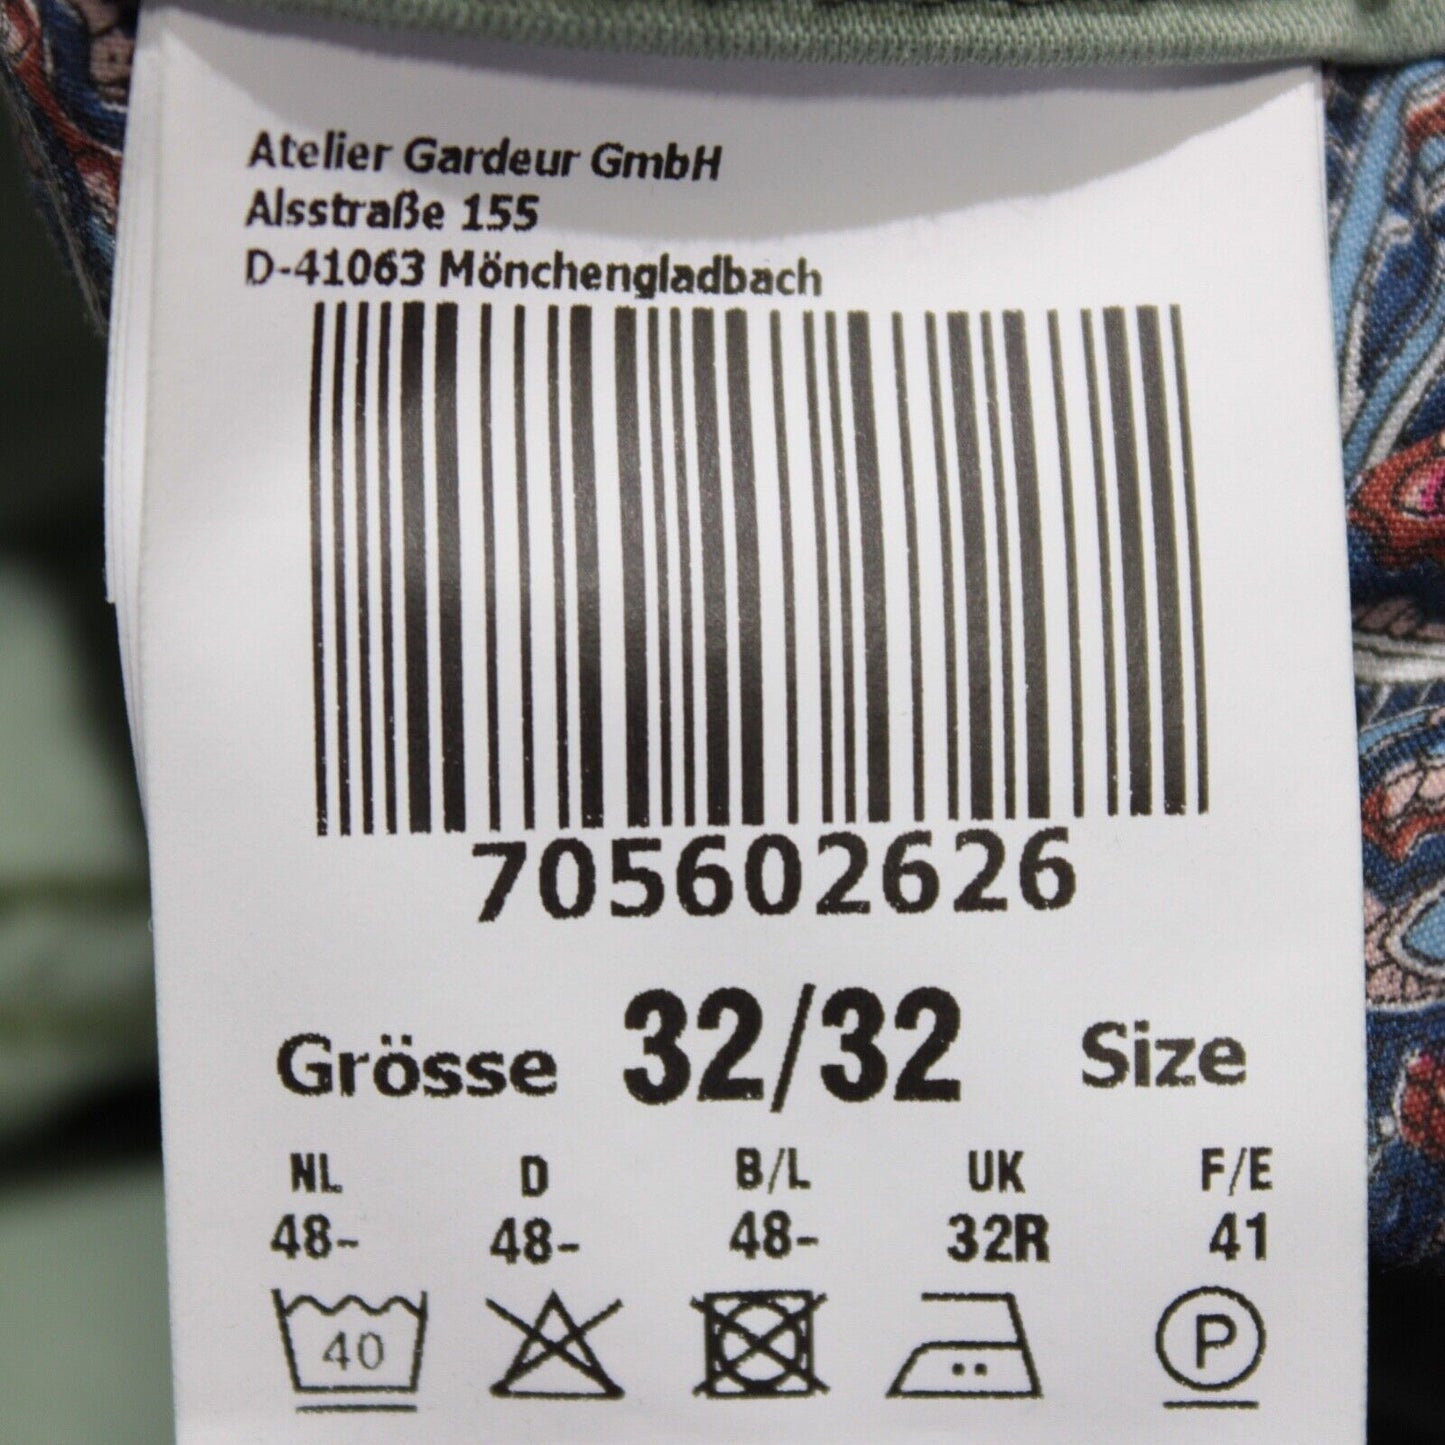 Atelier Gardeur GmbH
Alsstraße 155
D-41063 Mönchengladbach
705602626
Grösse 32/32 Size
NL D B/L UK F/E
48- 48- 48- 32R 41
40 P